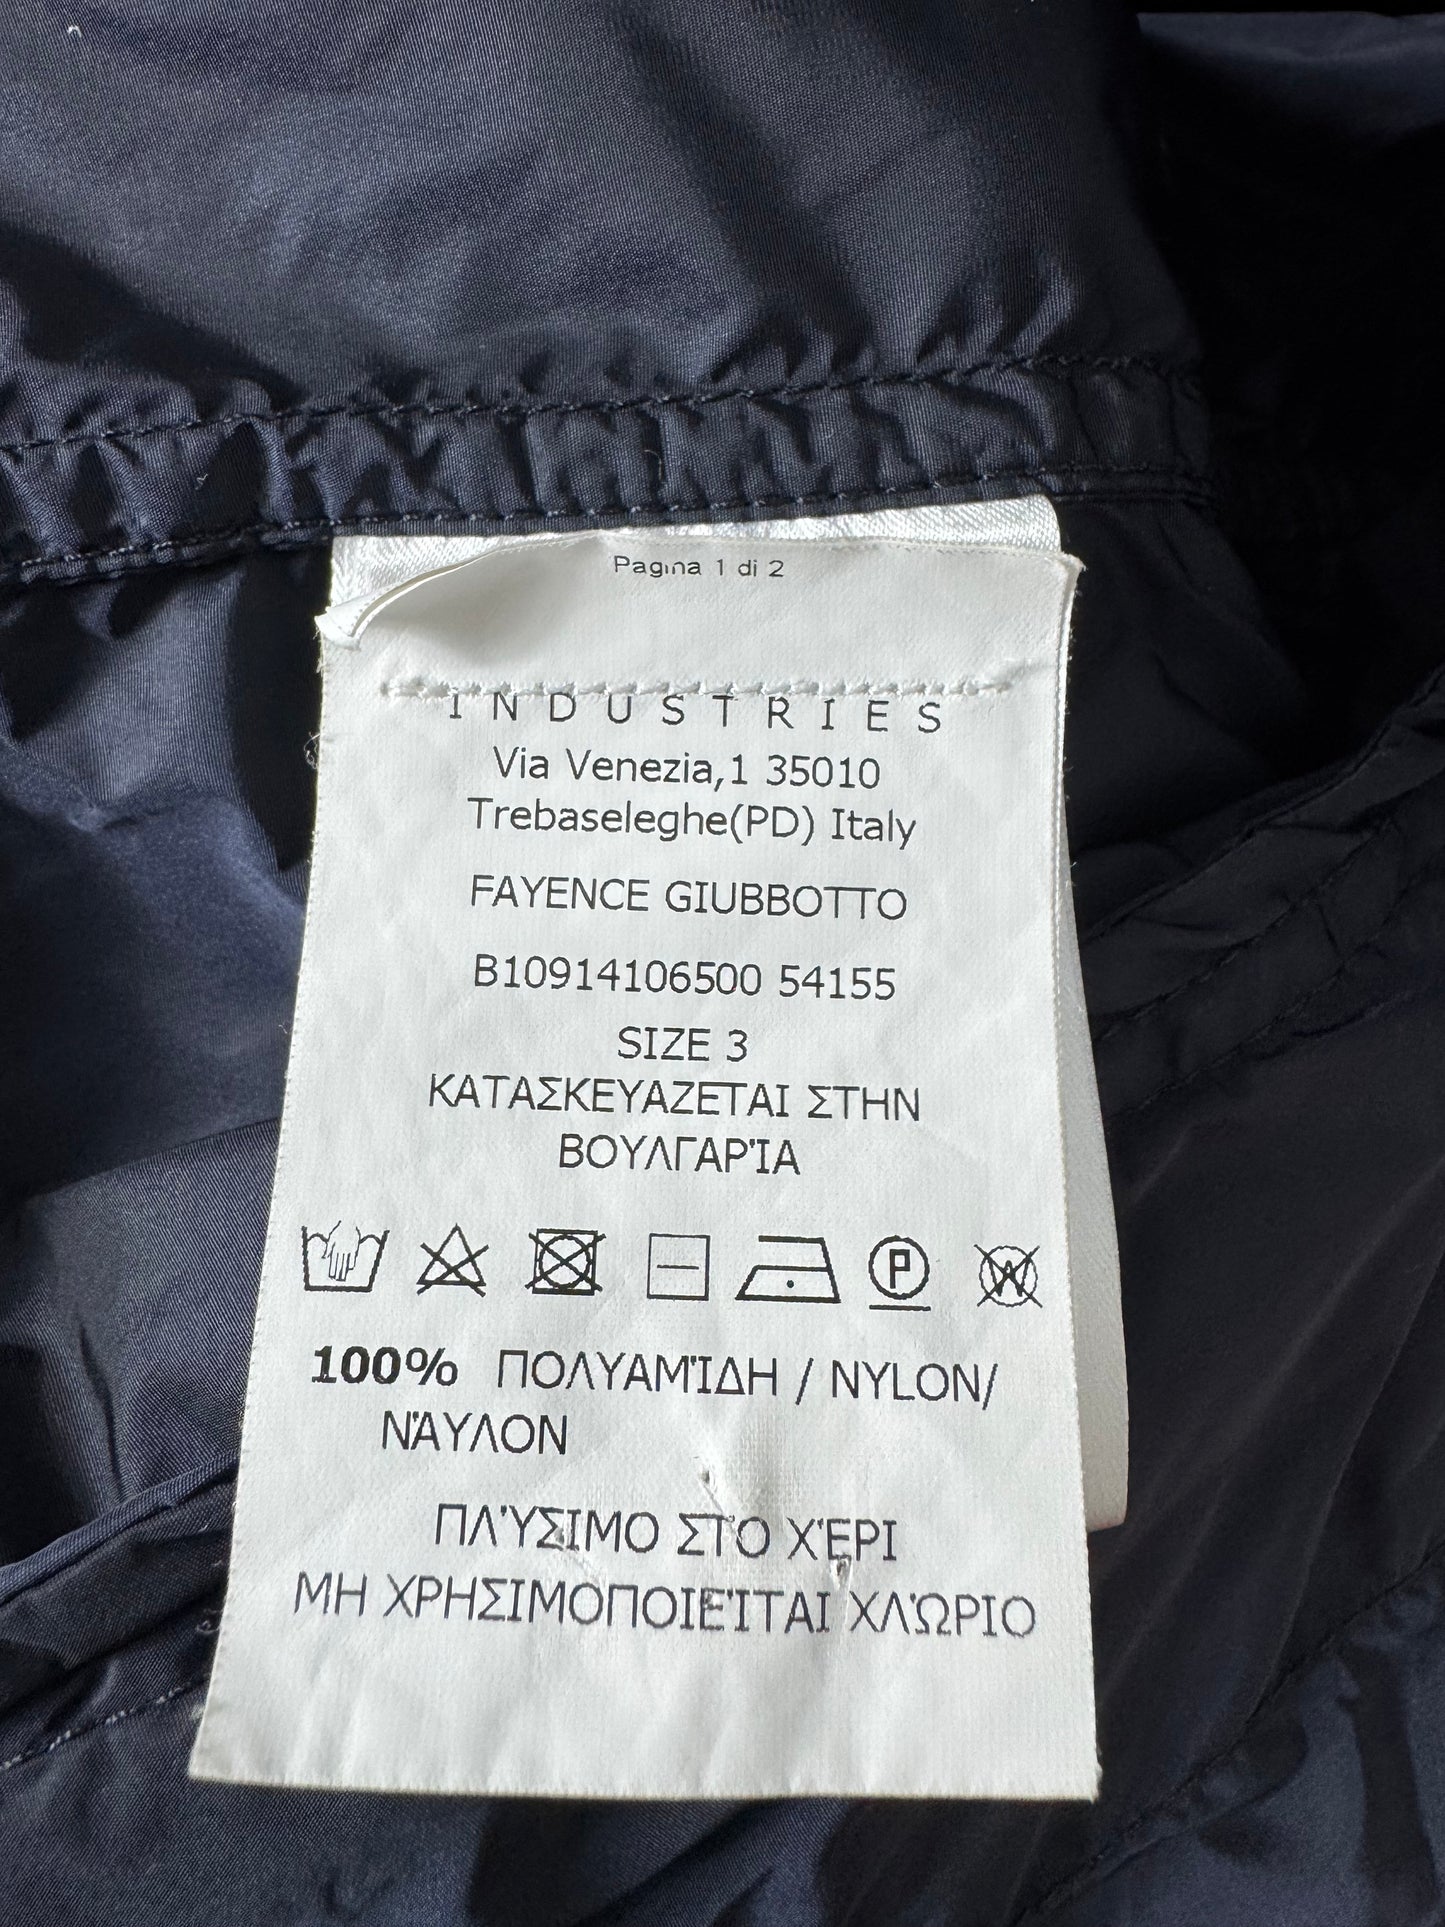 Pagina 1 di 2
INDUSTRIES
Via Venezia,1 35010
Trebaseleghe(PD) Italy
FAYENCE GIUBBOTTO
B10914106500 54155
SIZE 3
ΚΑΤΑΣΚΕΥΑΖΕΤΑΙ ΣΤΗΝ
ΒΟΥΛΓΑΡΊΑ
P
W
100% ΠΟΛΥΑΜΊΔΗ / NYLON/
ΝΆΥΛΟΝ
ΠΛΎΣΙΜΟ ΣΤΟ ΧΈΡΙ
ΜΗ ΧΡΗΣΙΜΟΠΟΙΕΊΤΑΙ ΧΛΏΡΙΟ